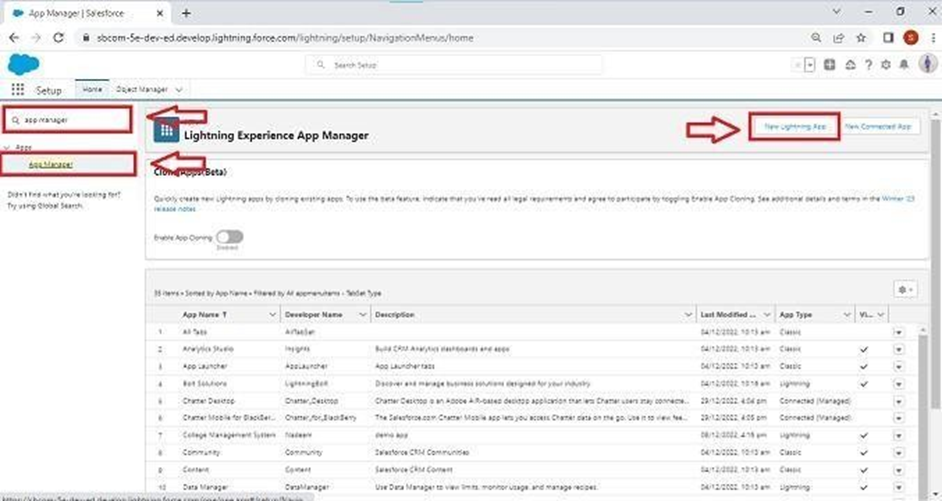 App Manager | Salesforce
sbcom-5e-dev-ed.develop.lightning.force.com/lightning/setup/NavigationMenus/home
S
Search Setup
Setup
Home
Object Manager
app manager
Apps
App Manager
Didn't find what you're looking for?
Try using Global Search.
Lightning Experience App Manager
New Lightning App
New Connected App
Clone Apps(Beta)
Quickly create new Lightning apps by cloning existing apps. To use the beta feature, indicate that you've read all legal requirements and agree to participate by toggling Enable App Cloning. See additional details and terms in the Winter '23
release notes.
Enable App Cloning
Disabled
35 items • Sorted by App Name • Filtered by All appmenuitems - TabSet Type
App Name ↑ Developer Name Description Last Modified ... App Type Vi...
1 All Tabs AllTabSet 04/12/2022, 10:13 am Classic
2 Analytics Studio Insights Build CRM Analytics dashboards and apps 04/12/2022, 10:13 am Classic
3 App Launcher AppLauncher App Launcher tabs 04/12/2022, 10:13 am Classic
4 Bolt Solutions LightningBolt Discover and manage business solutions designed for your industry 04/12/2022, 10:16 am Lightning
5 Chatter Desktop Chatter_Desktop Chatter Desktop is an Adobe AIR-based desktop application that lets Chatter users stay connecte... 29/12/2022, 4:04 pm Connected (Managed)
6 Chatter Mobile for BlackBer... Chatter_for_BlackBerry The Salesforce.com Chatter Mobile app lets you access Chatter data on the go. Use it to view fee... 29/12/2022, 4:05 pm Connected (Managed)
7 College Management System Nadeem demo app 08/12/2022, 4:16 pm Lightning
8 Community Community Salesforce CRM Communities 04/12/2022, 10:13 am Classic
9 Content Content Salesforce CRM Content 04/12/2022, 10:13 am Classic
10 Data Manager DataManager Use Data Manager to view limits, monitor usage, and manage recipes. 04/12/2022, 10:13 am Lightning